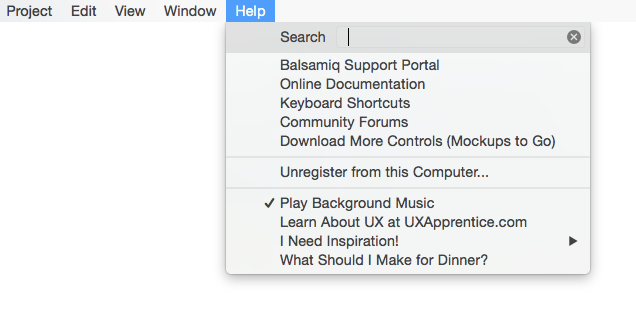 Project Edit View Window Help
Search
Balsamiq Support Portal
Online Documentation
Keyboard Shortcuts
Community Forums
Download More Controls (Mockups to Go)
Unregister from this Computer...
Play Background Music
Learn About UX at UXApprentice.com
I Need Inspiration!
What Should I Make for Dinner?